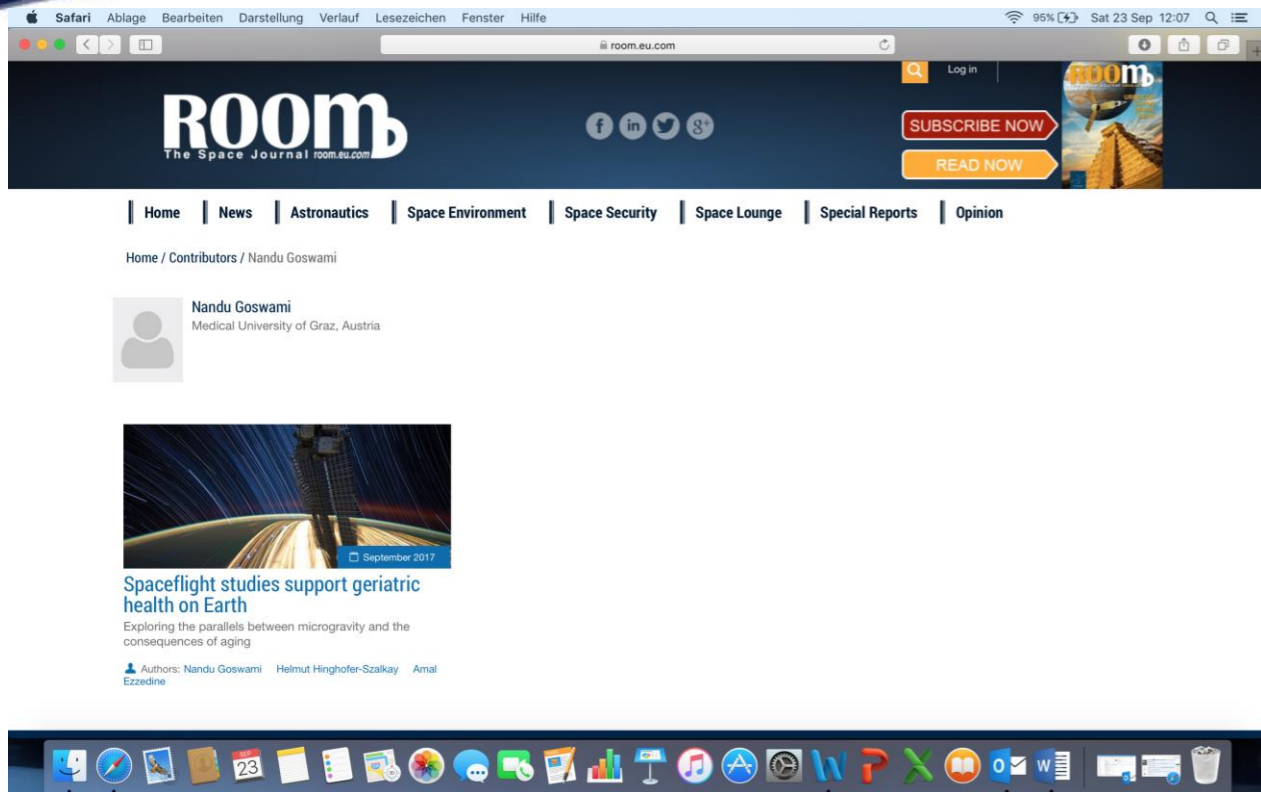 Safari Ablage Bearbeiten Darstellung Verlauf Lesezeichen Fenster Hilfe 95% Sat 23 Sep 12:07
room.eu.com
Log in
ROOM
The Space Journal room.eu.com
f in g+
SUBSCRIBE NOW
READ NOW
ROOM
Home News Astronautics Space Environment Space Security Space Lounge Special Reports Opinion
Home / Contributors / Nandu Goswami
Nandu Goswami
Medical University of Graz, Austria
September 2017
Spaceflight studies support geriatric
health on Earth
Exploring the parallels between microgravity and the
consequences of aging
Authors: Nandu Goswami Helmut Hinghofer-Szalkay Amal
Ezzedine
SEP
23